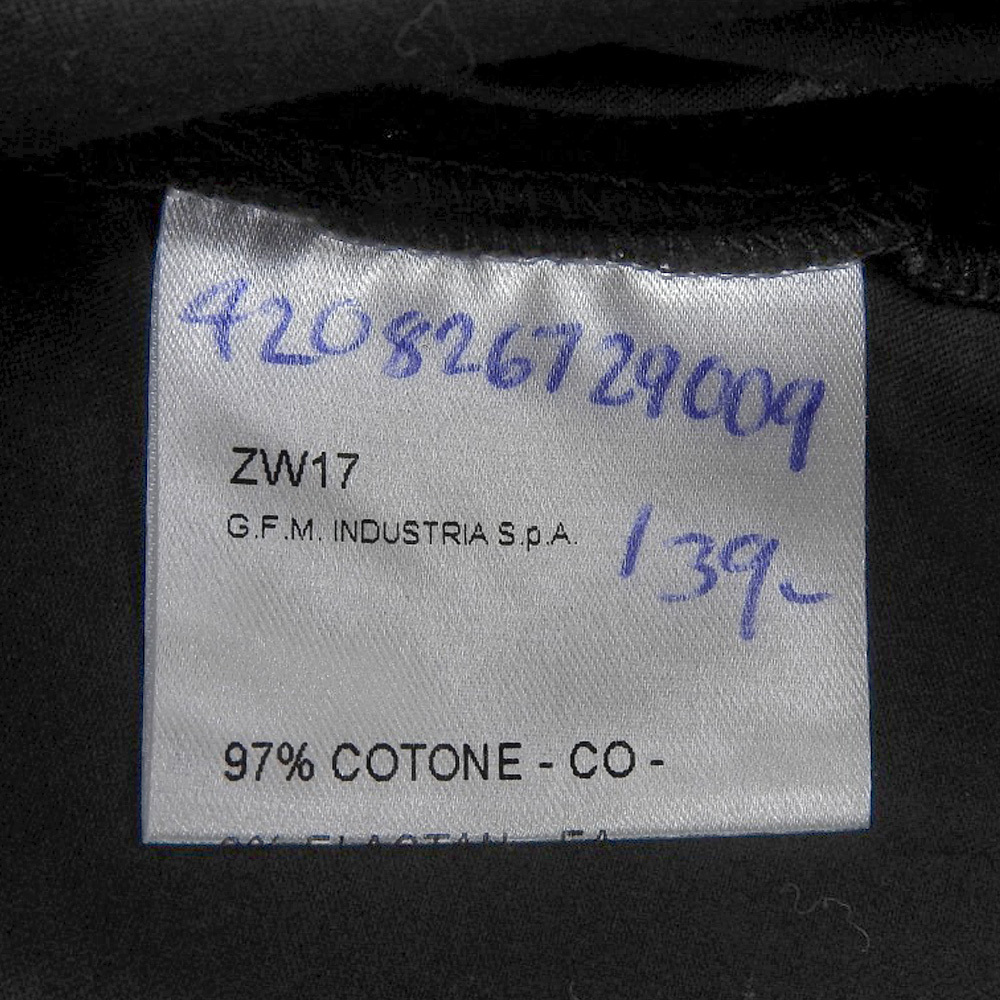 420826729009
ZW17
G.F.M. INDUSTRIA S.p.A.
139-
97% COTONE - CO -